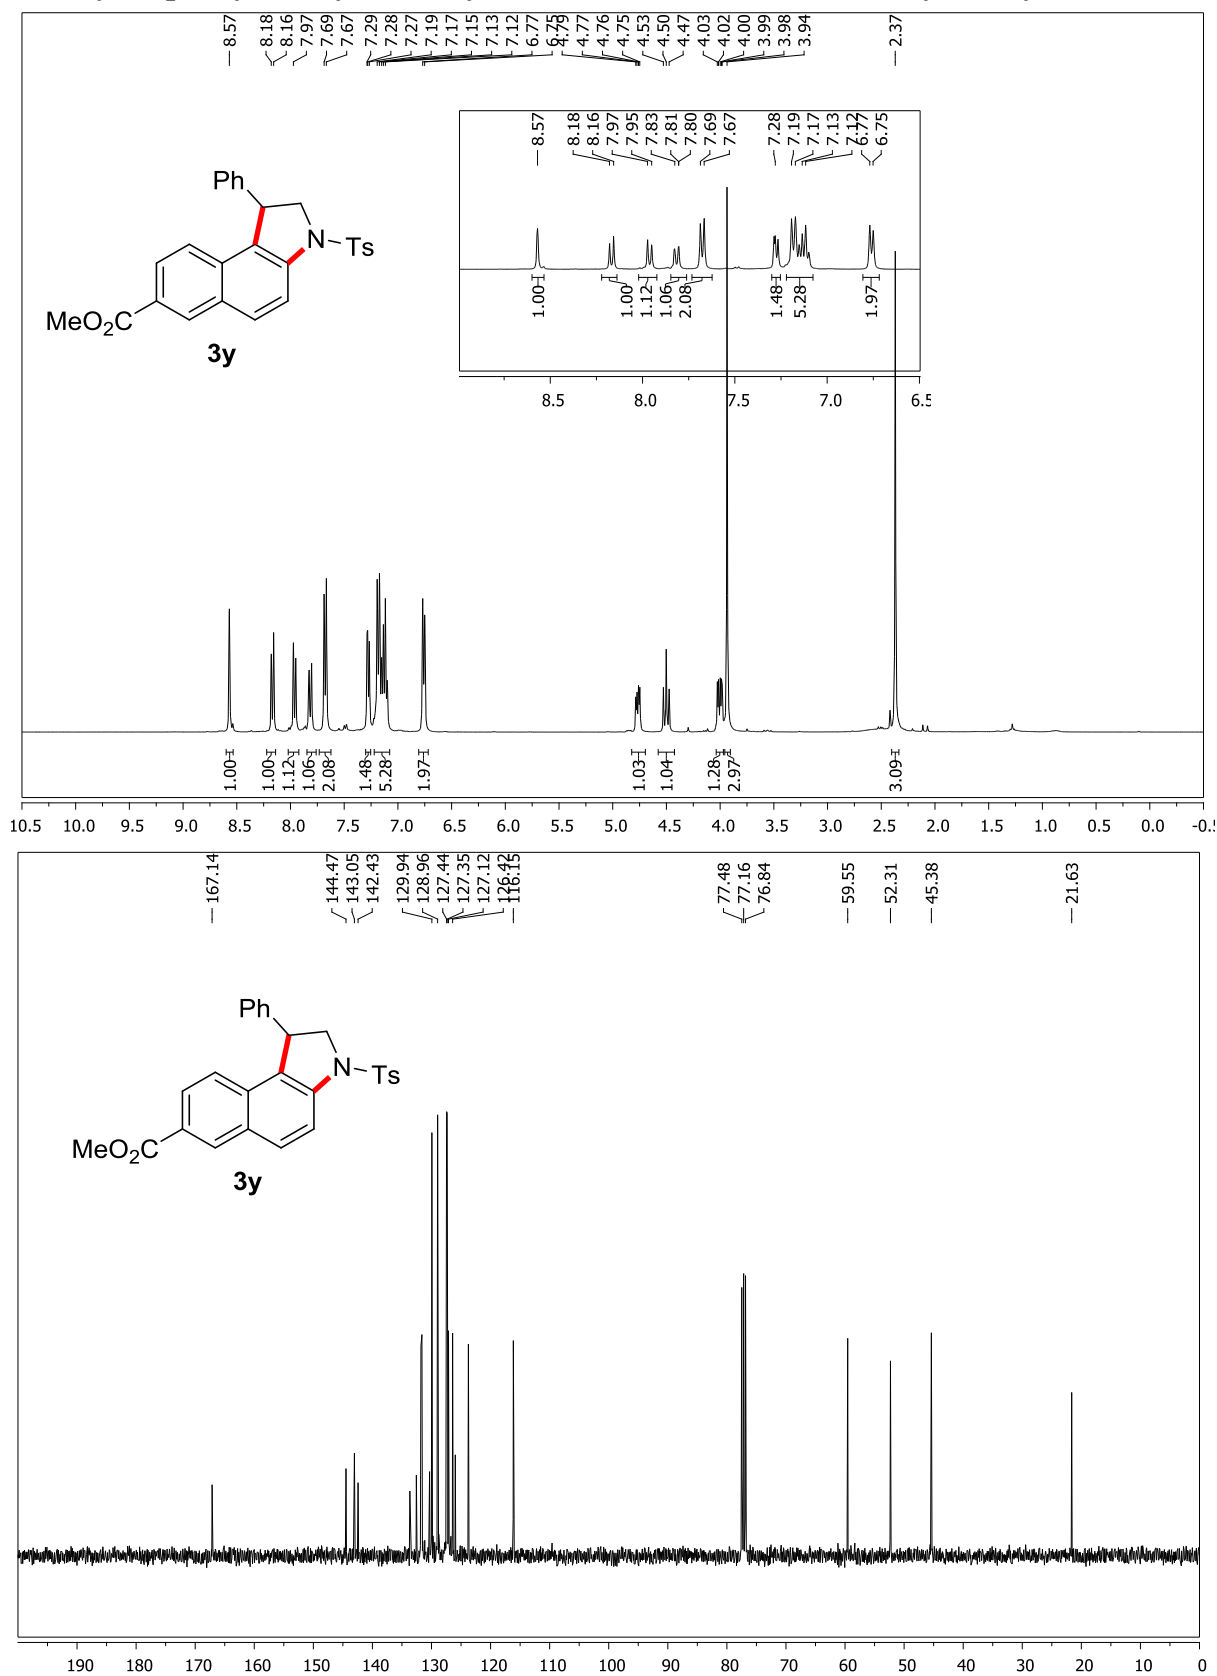 8.57 8.18 8.16 7.97 7.69 7.67 7.29 7.28 7.27 7.19 7.17 7.15 7.13 7.12 6.77 6.75 4.79 4.77 4.76 4.75 4.53 4.50 4.47 4.03 4.02 4.00 3.99 3.98 3.94 2.37
8.57 8.18 8.16 7.97 7.95 7.83 7.81 7.80 7.69 7.67 7.28 7.19 7.17 7.13 7.12 6.77 6.75
Ph
N Ts
MeO2C
3y
1.00 1.00 1.12 1.06 2.08 1.48 5.28 1.97
8.5 8.0 7.5 7.0 6.5
1.00 1.00 1.12 1.06 2.08 1.48 5.28 1.97 1.03 1.04 1.28 2.97 3.09
10.5 10.0 9.5 9.0 8.5 8.0 7.5 7.0 6.5 6.0 5.5 5.0 4.5 4.0 3.5 3.0 2.5 2.0 1.5 1.0 0.5 0.0 -0.5
167.14 144.47 143.05 142.43 129.94 128.96 127.44 127.35 127.12 126.42 116.15 77.48 77.16 76.84 59.55 52.31 45.38 21.63
Ph
N Ts
MeO2C
3y
190 180 170 160 150 140 130 120 110 100 90 80 70 60 50 40 30 20 10 0